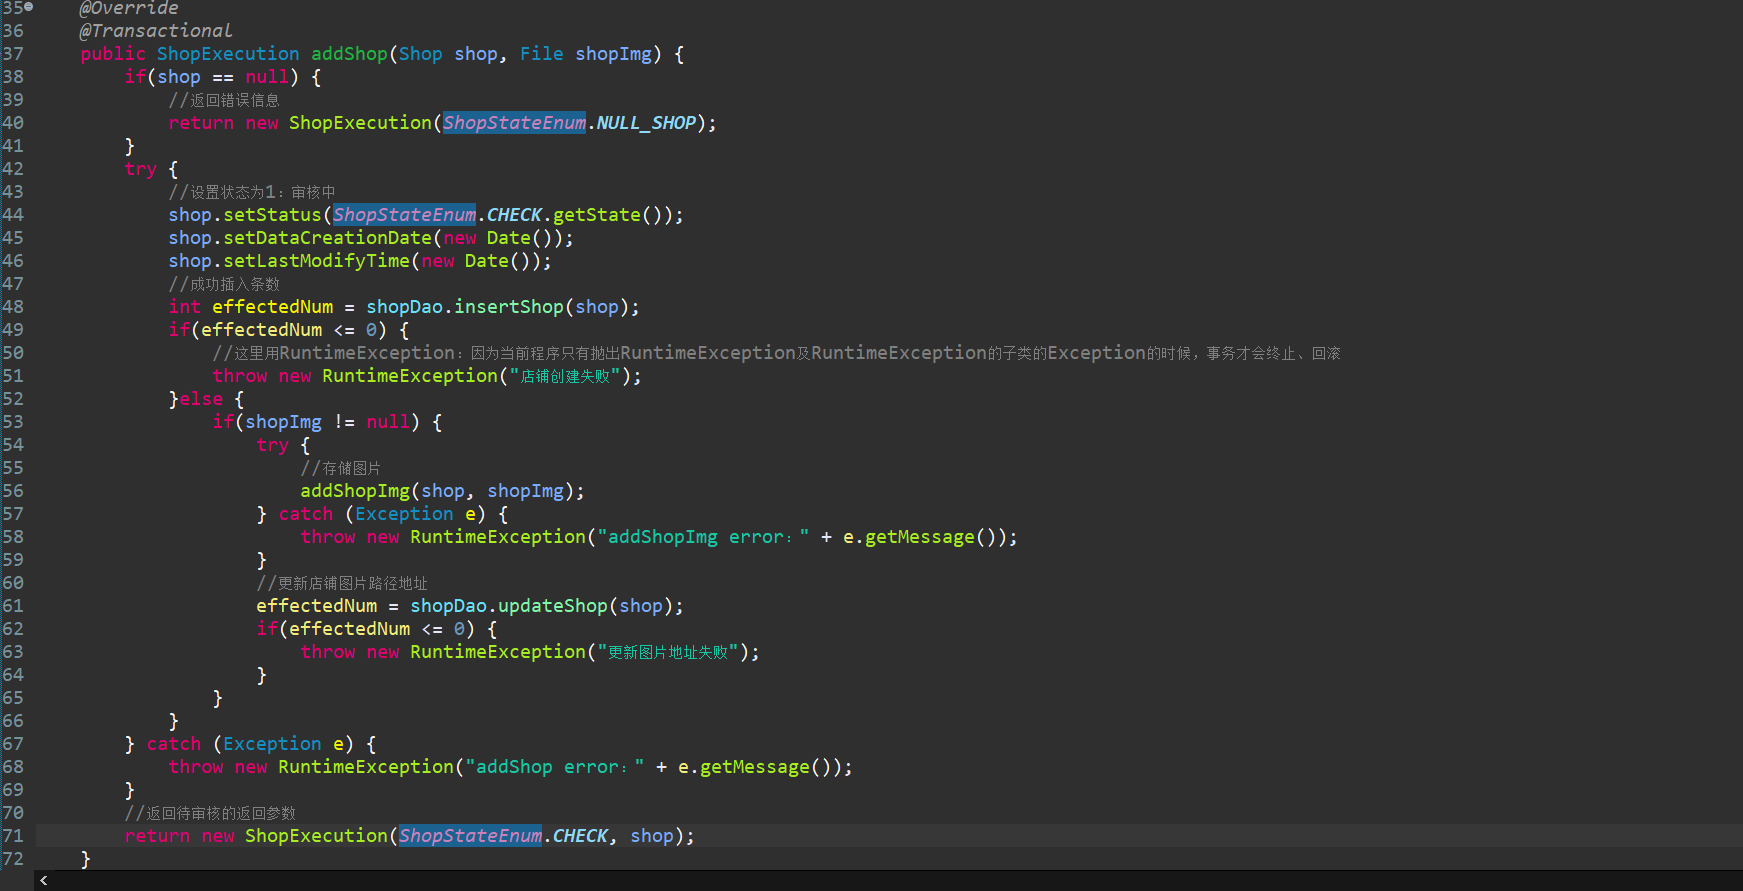 35 @Override
36 @Transactional
37 public ShopExecution addShop(Shop shop, File shopImg) {
38 if(shop == null) {
39 //返回错误信息
40 return new ShopExecution(ShopStateEnum.NULL_SHOP);
41 }
42 try {
43 //设置状态为1：审核中
44 shop.setStatus(ShopStateEnum.CHECK.getState());
45 shop.setDataCreationDate(new Date());
46 shop.setLastModifyTime(new Date());
47 //成功插入条数
48 int effectedNum = shopDao.insertShop(shop);
49 if(effectedNum <= 0) {
50 //这里用RuntimeException：因为当前程序只有抛出RuntimeException及RuntimeException的子类的Exception的时候，事务才会终止、回滚
51 throw new RuntimeException("店铺创建失败");
52 }else {
53 if(shopImg != null) {
54 try {
55 //存储图片
56 addShopImg(shop, shopImg);
57 } catch (Exception e) {
58 throw new RuntimeException("addShopImg error：" + e.getMessage());
59 }
60 //更新店铺图片路径地址
61 effectedNum = shopDao.updateShop(shop);
62 if(effectedNum <= 0) {
63 throw new RuntimeException("更新图片地址失败");
64 }
65 }
66 }
67 } catch (Exception e) {
68 throw new RuntimeException("addShop error：" + e.getMessage());
69 }
70 //返回待审核的返回参数
71 return new ShopExecution(ShopStateEnum.CHECK, shop);
72 }